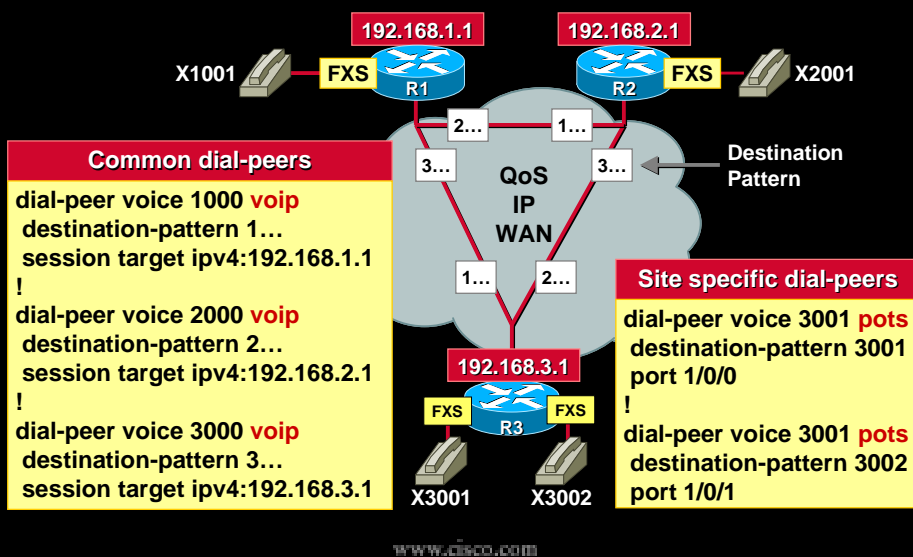 192.168.1.1
192.168.2.1
X1001
FXS
R1
R2
FXS
X2001
2…
1…
3…
3…
Destination
Pattern
QoS
IP
WAN
1…
2…
Common dial-peers
dial-peer voice 1000 voip
destination-pattern 1…
session target ipv4:192.168.1.1
!
dial-peer voice 2000 voip
destination-pattern 2…
session target ipv4:192.168.2.1
!
dial-peer voice 3000 voip
destination-pattern 3…
session target ipv4:192.168.3.1
192.168.3.1
FXS
FXS
R3
X3001
X3002
Site specific dial-peers
dial-peer voice 3001 pots
destination-pattern 3001
port 1/0/0
!
dial-peer voice 3001 pots
destination-pattern 3002
port 1/0/1
www.cisco.com